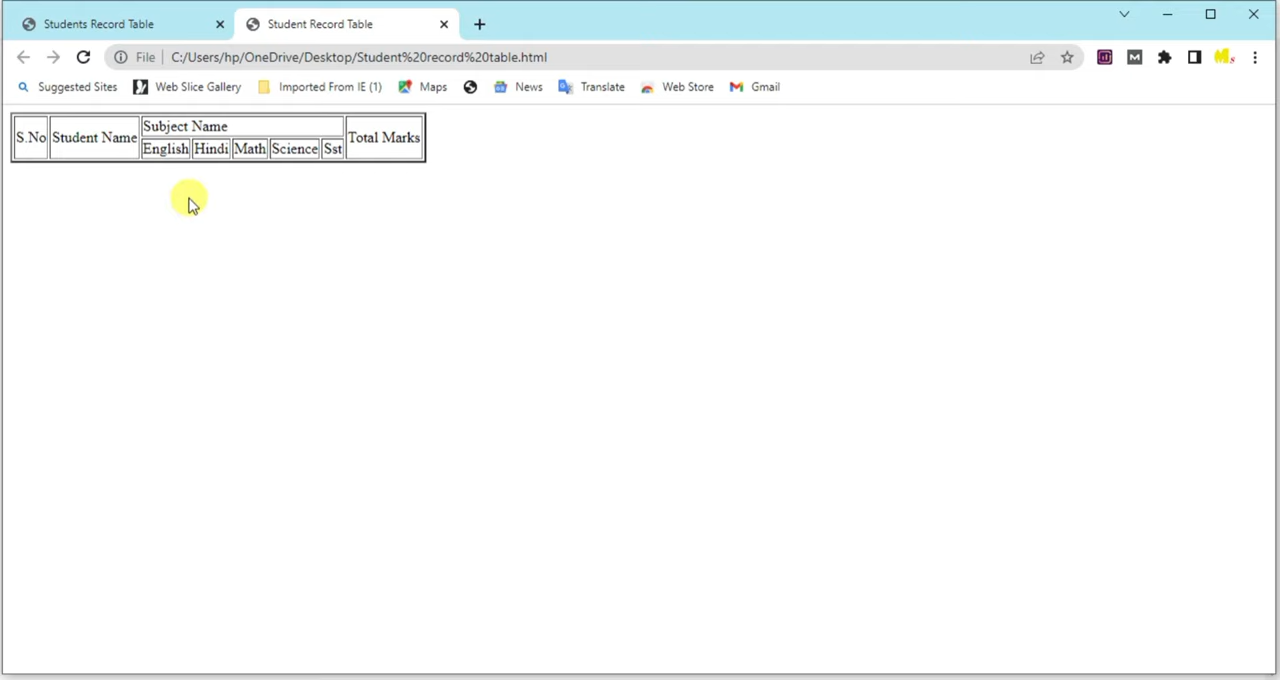 Students Record Table
Student Record Table
File
C:/Users/hp/OneDrive/Desktop/Student%20record%20table.html
Suggested Sites
Web Slice Gallery
Imported From IE (1)
Maps
News
Translate
Web Store
Gmail
S.No
Student Name
Subject Name
Total Marks
English
Hindi
Math
Science
Sst